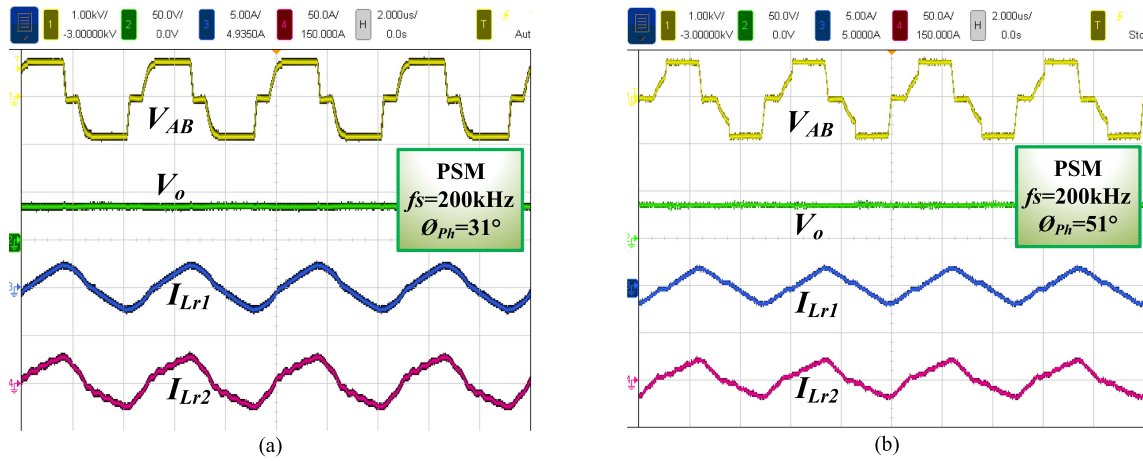 1 1.00kV/ -3.00000kV 2 50.0V/ 0.0V 3 5.00A/ 4.9350A 4 50.0A/ 150.000A H 2.000us/ 0.0s T Aut
V_AB
V_o
PSM
fs=200kHz
Ø_Ph=31°
I_Lr1
I_Lr2
(a)
1 1.00kV/ -3.00000kV 2 50.0V/ 0.0V 3 5.00A/ 5.0000A 4 50.0A/ 150.000A H 2.000us/ 0.0s T Sto
V_AB
V_o
PSM
fs=200kHz
Ø_Ph=51°
I_Lr1
I_Lr2
(b)